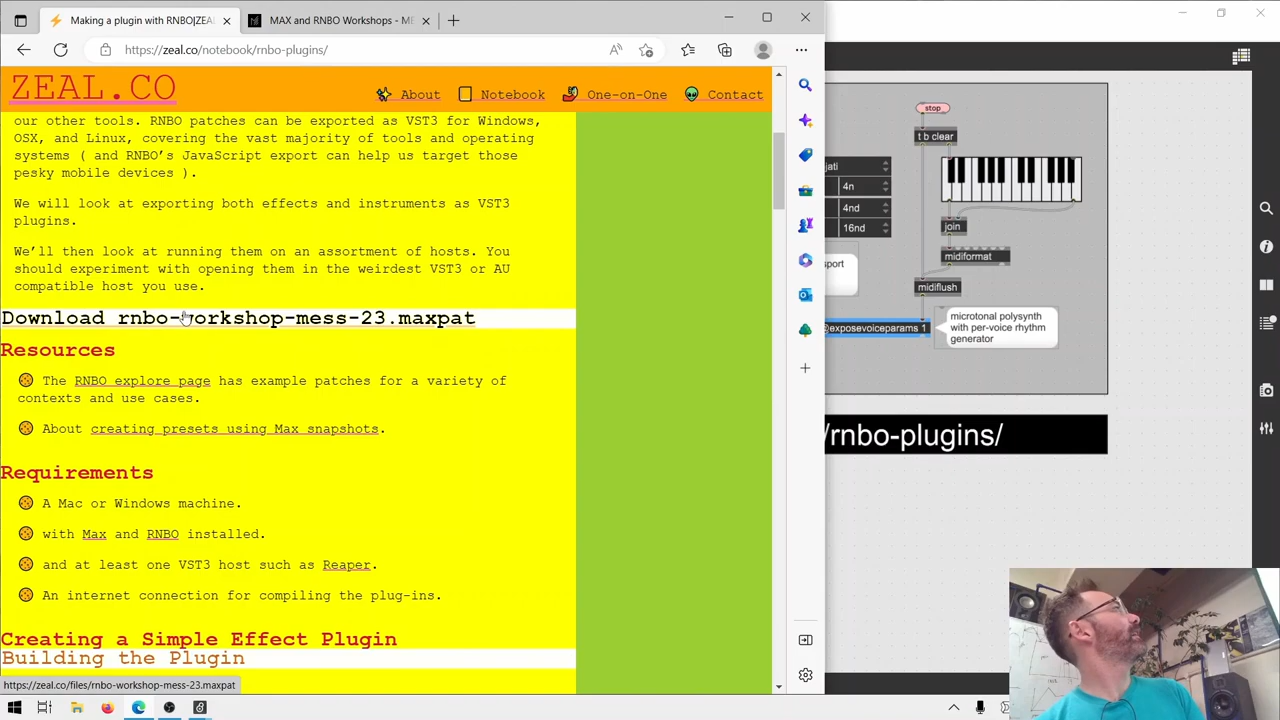 Making a plugin with RNBO|ZEAL
MAX and RNBO Workshops - ME
https://zeal.co/notebook/rnbo-plugins/
ZEAL.CO
About
Notebook
One-on-One
Contact
our other tools. RNBO patches can be exported as VST3 for Windows,
OSX, and Linux, covering the vast majority of tools and operating
systems ( and RNBO's JavaScript export can help us target those
pesky mobile devices ).
We will look at exporting both effects and instruments as VST3
plugins.
We'll then look at running them on an assortment of hosts. You
should experiment with opening them in the weirdest VST3 or AU
compatible host you use.
Download rnbo-workshop-mess-23.maxpat
Resources
The RNBO explore page has example patches for a variety of
contexts and use cases.
About creating presets using Max snapshots.
Requirements
A Mac or Windows machine.
with Max and RNBO installed.
and at least one VST3 host such as Reaper.
An internet connection for compiling the plug-ins.
Creating a Simple Effect Plugin
Building the Plugin
https://zeal.co/files/rnbo-workshop-mess-23.maxpat
stop
t b clear
jati
4n
4nd
16nd
join
midiformat
port
midiflush
@exposevoiceparams 1
microtonal polysynth
with per-voice rhythm
generator
/rnbo-plugins/